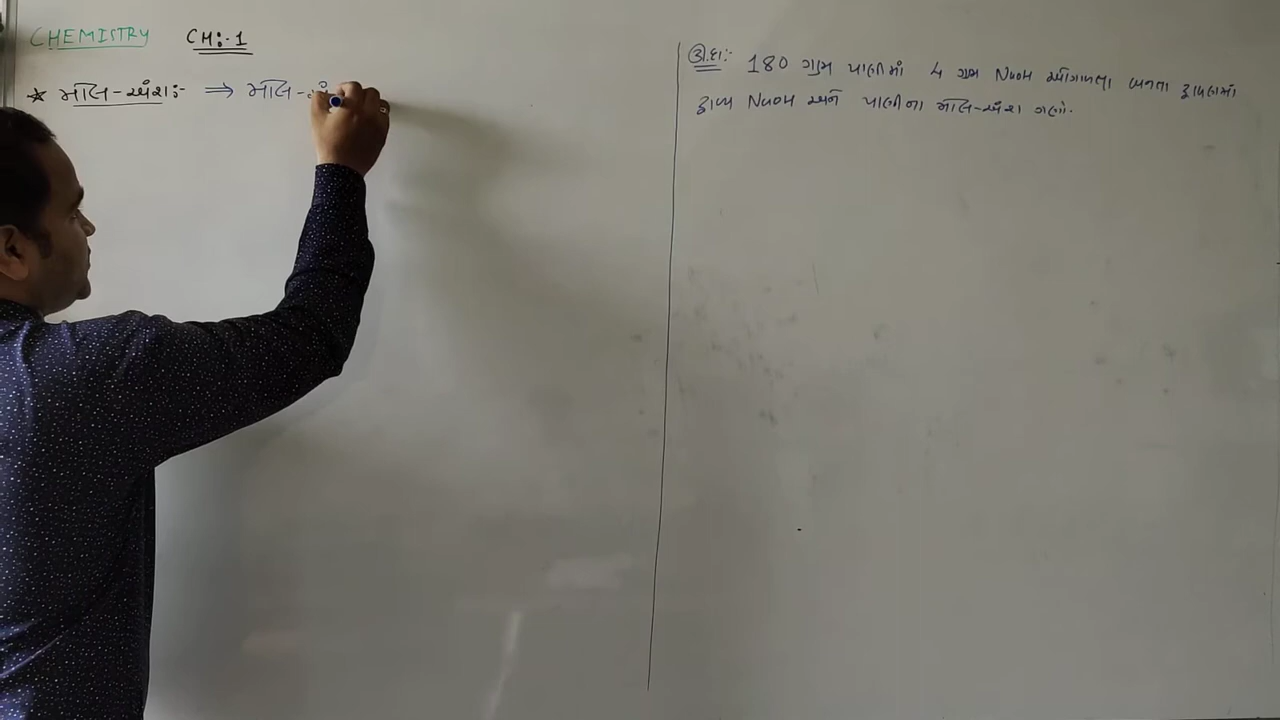 CHEMISTRY CH:-1
* મોલ-અંશ:- ⇒ મોલ-અં
ઉ.દા:- 180 ગ્રામ પાણીમાં 4 ગ્રામ NaOH ઓગાળતા બનતા દ્રાવણમાં
દ્રાવ્ય NaOH અને પાણીના મોલ-અંશ ગણો.